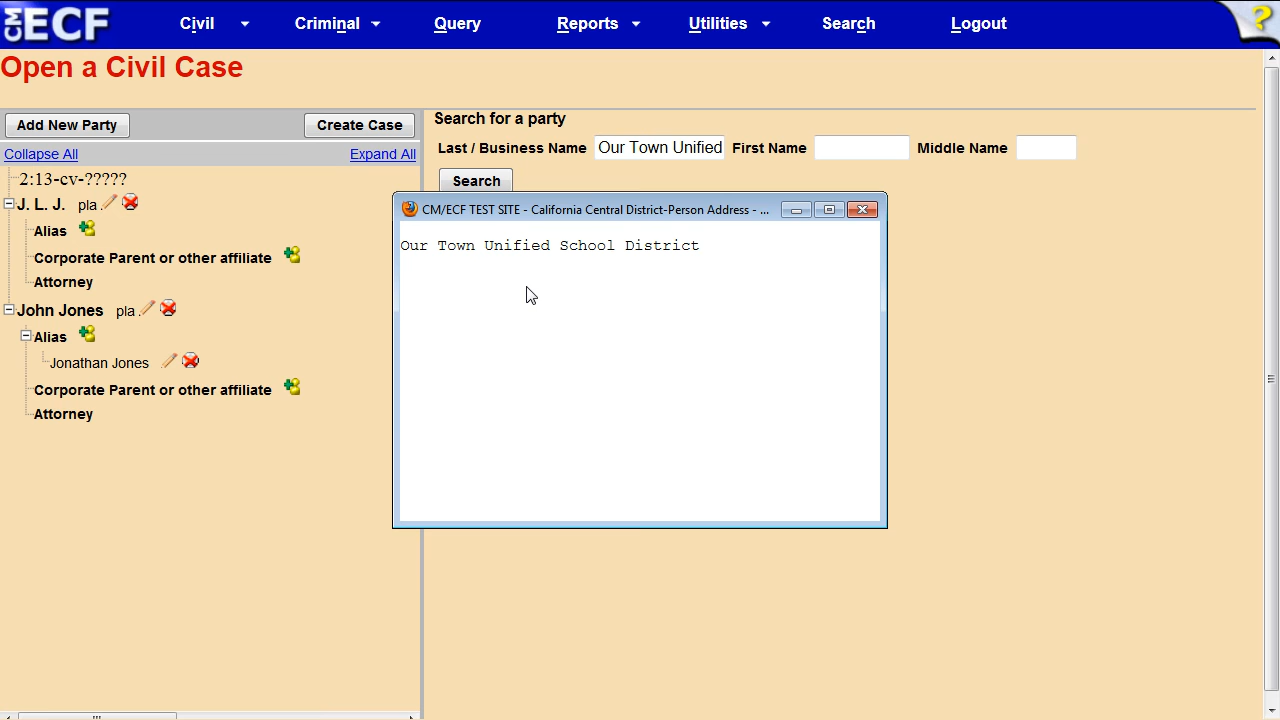 CM ECF
Civil Criminal Query Reports Utilities Search Logout
?
Open a Civil Case
Add New Party
Create Case
Collapse All
Expand All
2:13-cv-?????
J. L. J. pla
Alias
Corporate Parent or other affiliate
Attorney
John Jones pla
Alias
Jonathan Jones
Corporate Parent or other affiliate
Attorney
Search for a party
Last / Business Name Our Town Unified First Name Middle Name
Search
CM/ECF TEST SITE - California Central District-Person Address - ...
Our Town Unified School District